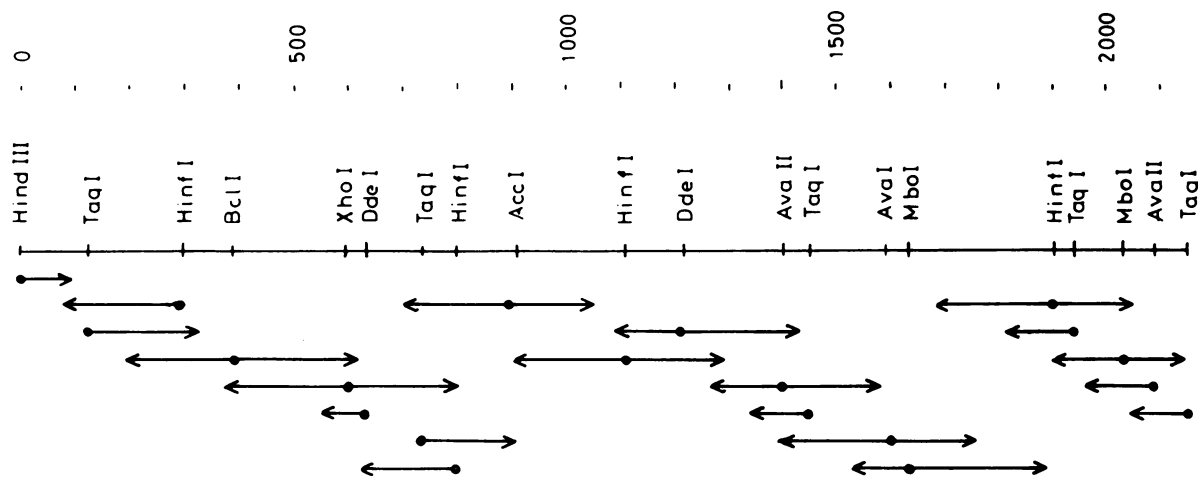 0
500
1000
1500
2000
Hind III
Taq I
Hinf I
Bcl I
Xho I
Dde I
Taq I
Hinf I
Acc I
Hinf I
Dde I
Ava II
Taq I
Ava I
Mbo I
Hinf I
Taq I
Mbo I
Ava II
Taq I